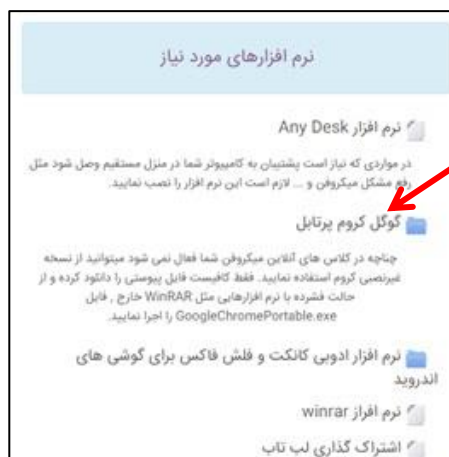 نرم افزارهای مورد نیاز
نرم افزار Any Desk
در مواردی که نیاز است پشتیبان به کامپیوتر شما در منزل مستقیم وصل شود مثل
رفع مشکل میکروفن و ... لازم است این نرم افزار را نصب نمایید.
گوگل کروم پرتابل
چناچه در کلاس های آنلاین میکروفن شما فعال نمی شود میتوانید از نسخه
غیرنصبی کروم استفاده نمایید. فقط کافیست فایل پیوستی را دانلود کرده و از
حالت فشرده با نرم افزارهایی مثل WinRAR خارج , فایل
GoogleChromePortable.exe را اجرا نمایید.
نرم افزار ادوبی کانکت و فلش فاکس برای گوشی های
اندروید
نرم افراز winrar
اشتراک گذاری لب تاب